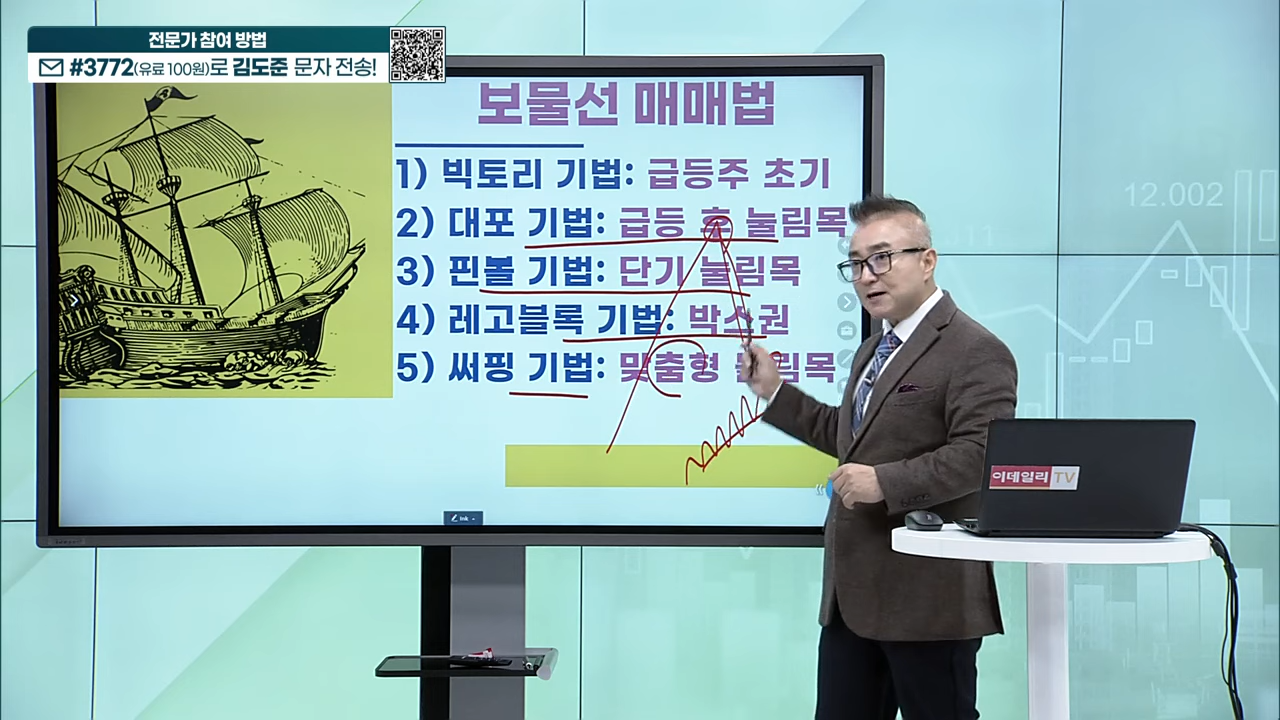 전문가 참여 방법
#3772(유료 100원)로 김도준 문자 전송!
보물선 매매법
1) 빅토리 기법: 급등주 초기
2) 대포 기법: 급등 후 눌림목
3) 핀볼 기법: 단기 눌림목
4) 레고블록 기법: 박스권
5) 써핑 기법: 맞춤형 눌림목
12.002
11
Ink
이데일리 TV